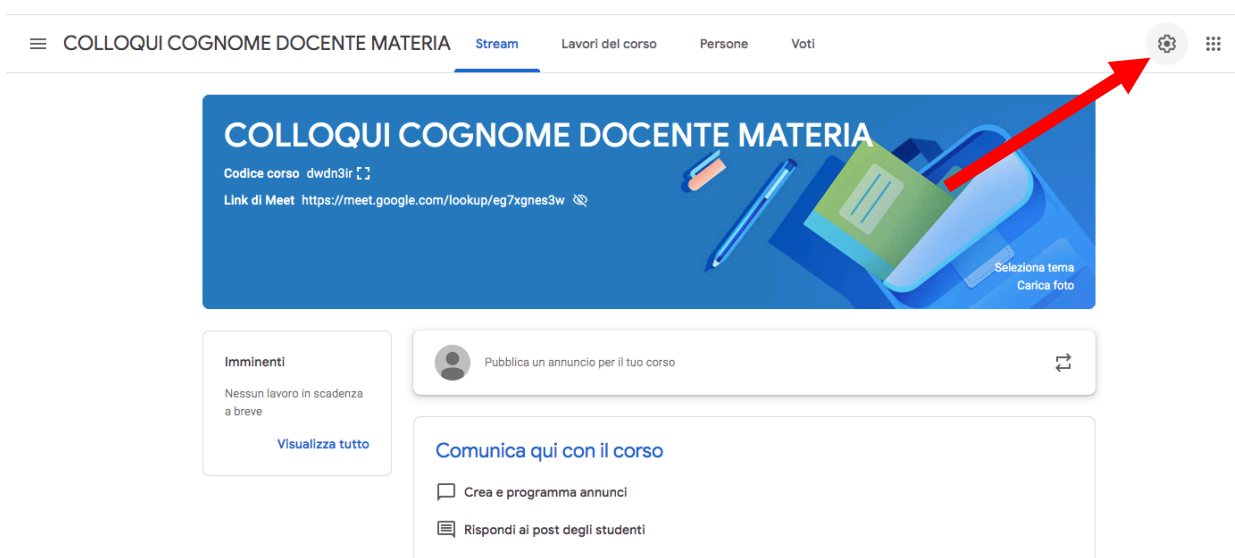 COLLOQUI COGNOME DOCENTE MATERIA Stream Lavori del corso Persone Voti
COLLOQUI COGNOME DOCENTE MATERIA
Codice corso dwdn3ir
Link di Meet https://meet.google.com/lookup/eg7xgnes3w
Seleziona tema
Carica foto
Imminenti
Nessun lavoro in scadenza
a breve
Visualizza tutto
Pubblica un annuncio per il tuo corso
Comunica qui con il corso
Crea e programma annunci
Rispondi ai post degli studenti